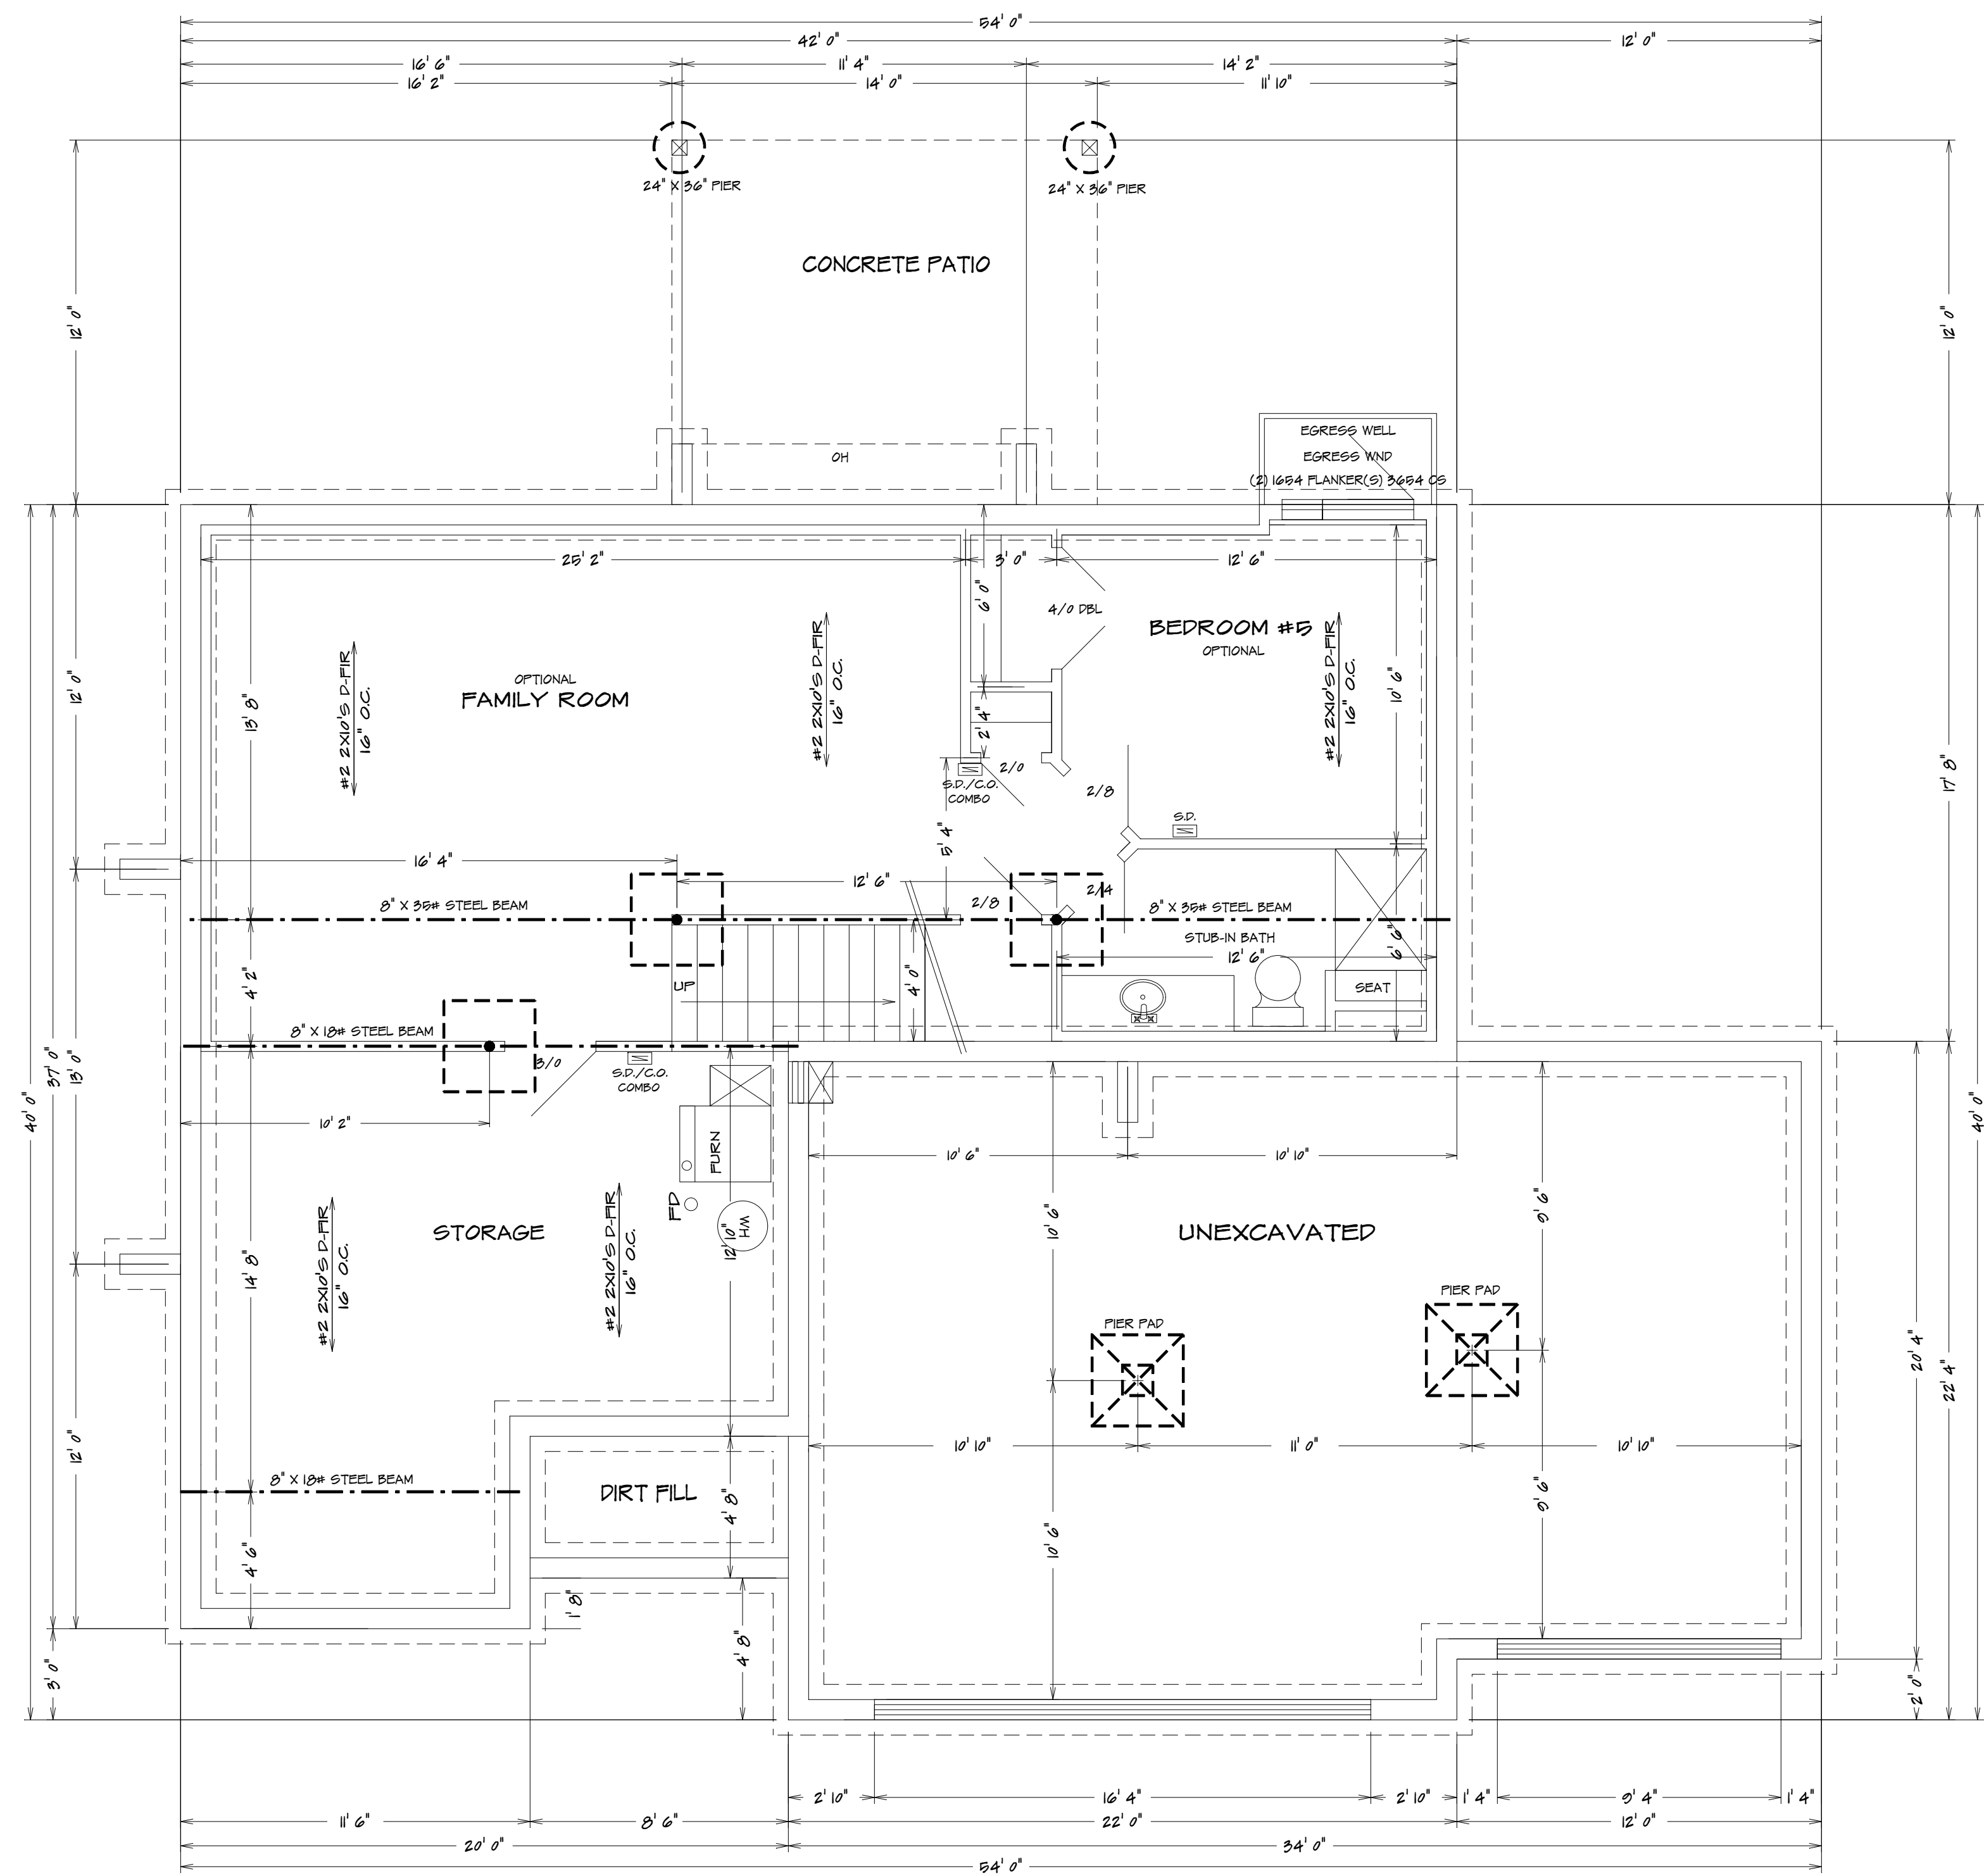 54' 0"
42' 0"
12' 0"
16' 6"
11' 4"
14' 2"
16' 2"
14' 0"
11' 10"
24" X 36" PIER
24" X 36" PIER
CONCRETE PATIO
12' 0"
12' 0"
EGRESS WELL
OH
EGRESS WND
(2) 1654 FLANKER(S) 3654 CS
25' 2"
3' 0"
12' 6"
6' 0"
4/0 DBL
BEDROOM #5
OPTIONAL
#2 2X10'S D-FIR
16" O.C.
#2 2X10'S D-FIR
16" O.C.
#2 2X10'S D-FIR
16" O.C.
OPTIONAL
FAMILY ROOM
12' 0"
13' 8"
10' 6"
2' 4"
2/0
S.D./C.O.
COMBO
2/8
S.D.
17' 8"
5' 4"
16' 4"
12' 6"
2/4
2/8
8" X 35# STEEL BEAM
8" X 35# STEEL BEAM
STUB-IN BATH
12' 6"
6' 6"
4' 2"
UP
4' 0"
SEAT
8" X 18# STEEL BEAM
3/0
S.D./C.O.
COMBO
40' 0"
37' 0"
13' 0"
10' 2"
FURN
10' 6"
10' 10"
40' 0"
FD
WH
12' 10"
10' 6"
9' 6"
STORAGE
UNEXCAVATED
14' 8"
#2 2X10'S D-FIR
16" O.C.
#2 2X10'S D-FIR
16" O.C.
PIER PAD
PIER PAD
20' 4"
22' 4"
12' 0"
10' 10"
11' 0"
10' 10"
8" X 18# STEEL BEAM
DIRT FILL
4' 8"
9' 6"
4' 6"
10' 6"
1' 8"
4' 8"
3' 0"
2' 0"
2' 10"
16' 4"
2' 10"
1' 4"
9' 4"
1' 4"
11' 6"
8' 6"
22' 0"
12' 0"
20' 0"
34' 0"
54' 0"